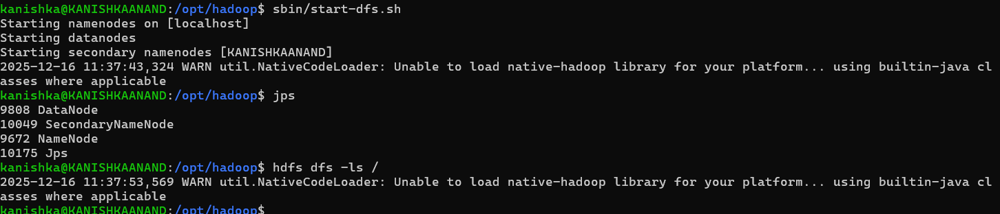 kanishka@KANISHKAANAND:/opt/hadoop$ sbin/start-dfs.sh
Starting namenodes on [localhost]
Starting datanodes
Starting secondary namenodes [KANISHKAANAND]
2025-12-16 11:37:43,324 WARN util.NativeCodeLoader: Unable to load native-hadoop library for your platform... using builtin-java cl
asses where applicable
kanishka@KANISHKAANAND:/opt/hadoop$ jps
9808 DataNode
10049 SecondaryNameNode
9672 NameNode
10175 Jps
kanishka@KANISHKAANAND:/opt/hadoop$ hdfs dfs -ls /
2025-12-16 11:37:53,569 WARN util.NativeCodeLoader: Unable to load native-hadoop library for your platform... using builtin-java cl
asses where applicable
kanishka@KANISHKAANAND:/opt/hadoop$